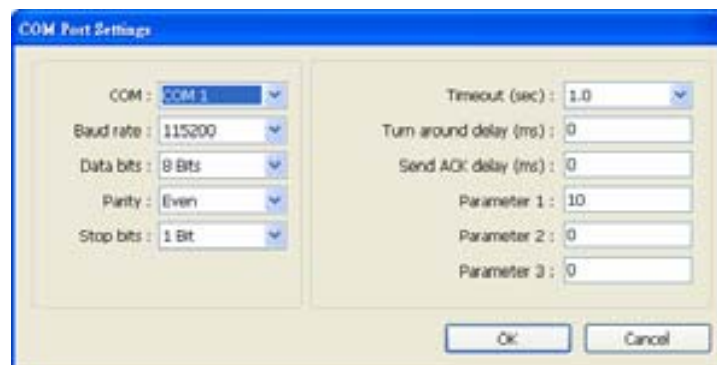 COM Port Settings
COM : COM 1
Baud rate : 115200
Data bits : 8 Bits
Parity : Even
Stop bits : 1 Bit
Timeout (sec) : 1.0
Turn around delay (ms) : 0
Send ACK delay (ms) : 0
Parameter 1 : 10
Parameter 2 : 0
Parameter 3 : 0
OK Cancel